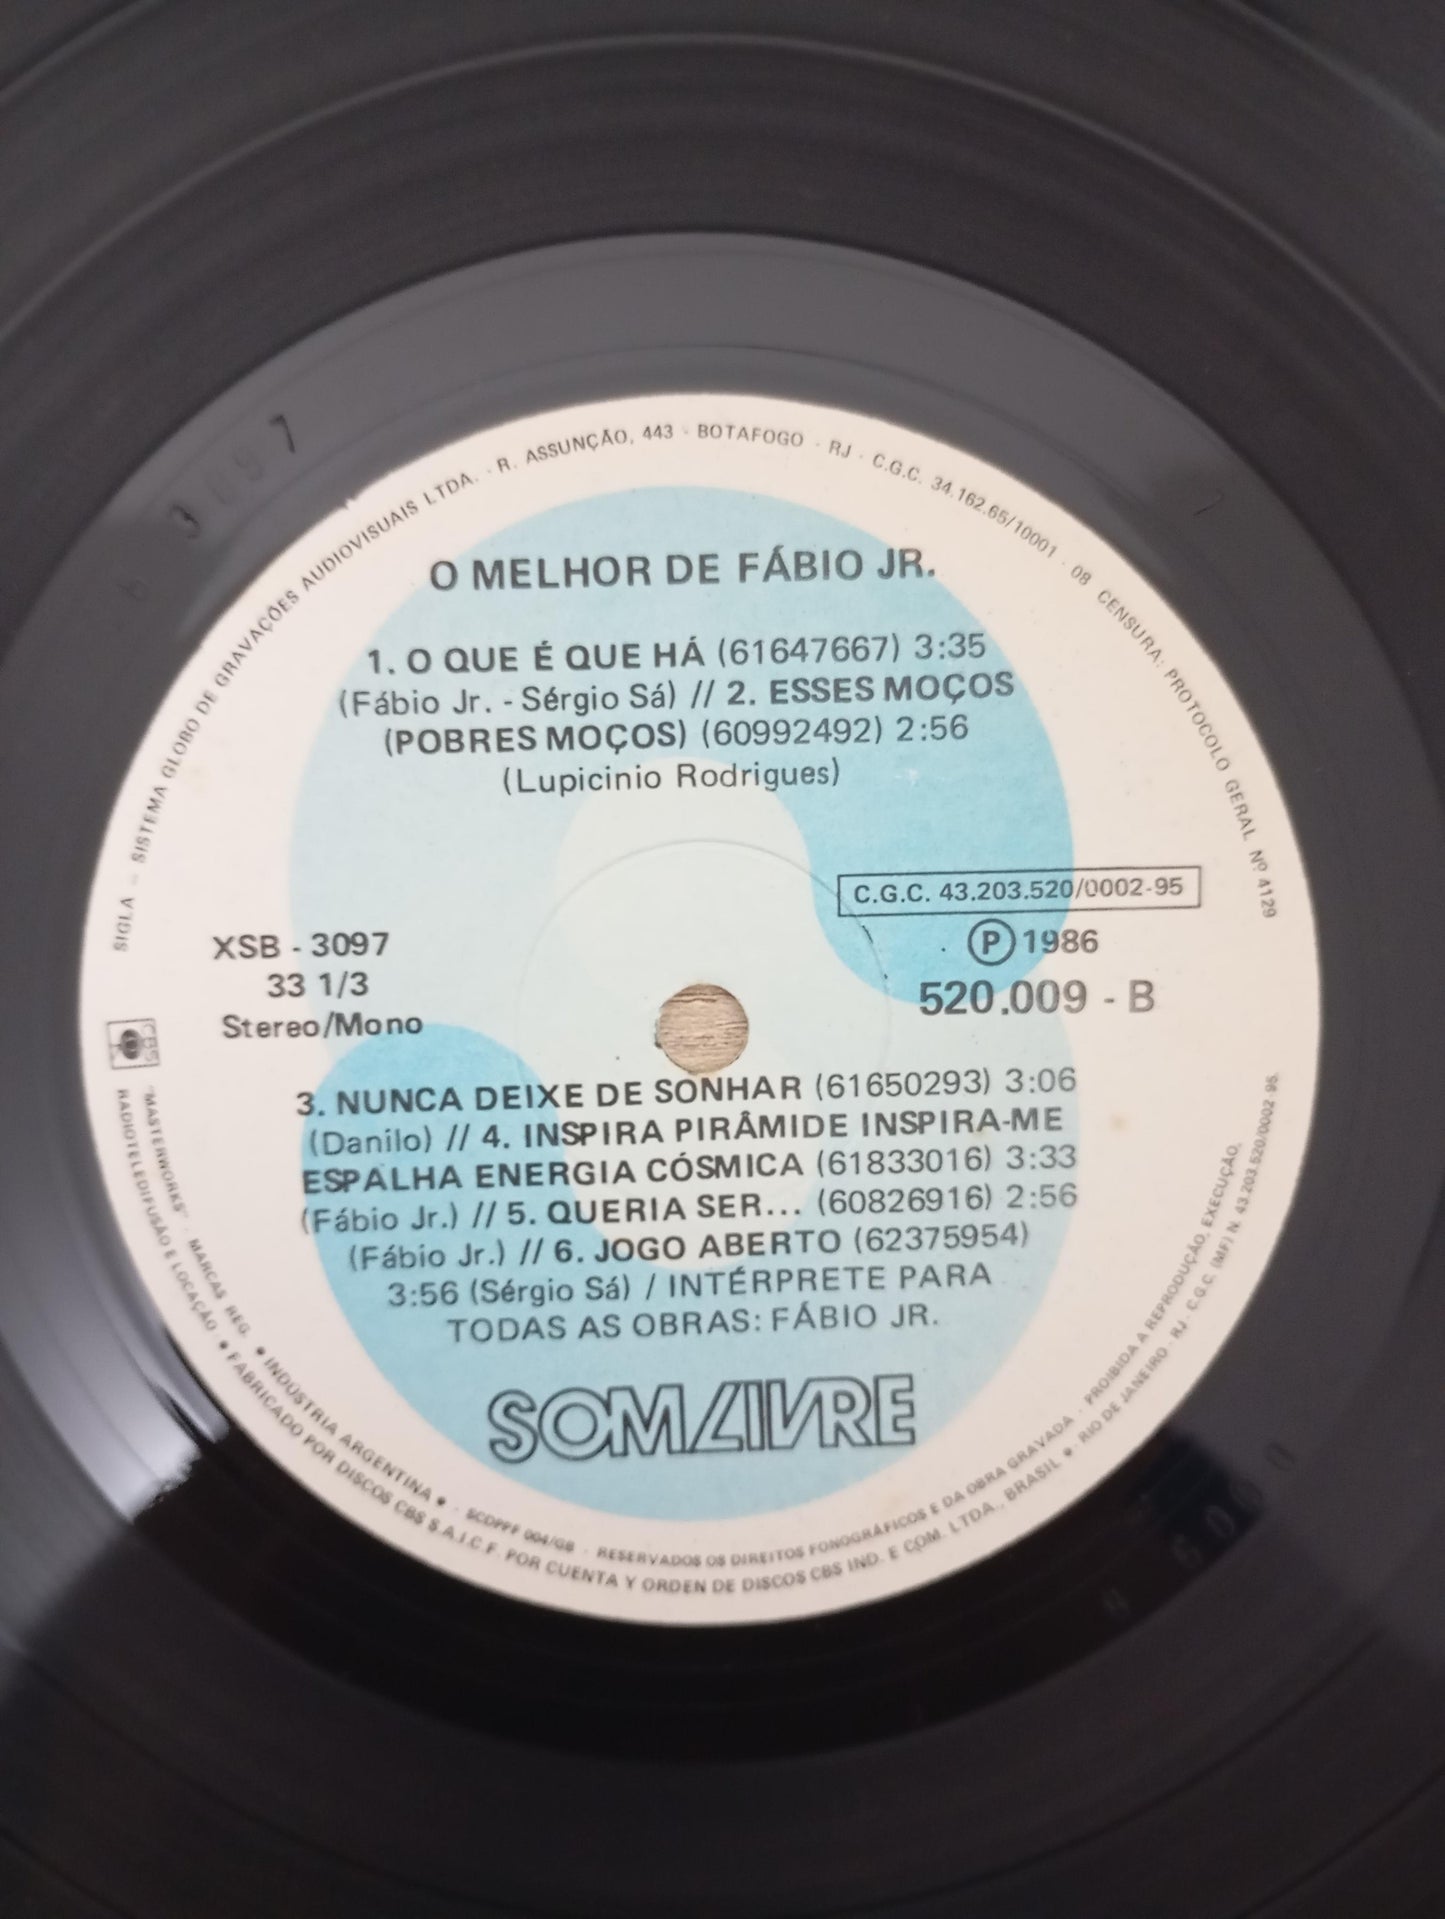 SIGLA - SISTEMA GLOBO DE GRAVAÇÕES AUDIOVISUAIS LTDA. · R. ASSUNÇÃO, 443 · BOTAFOGO · RJ · C.G.C. 34.162.65/10001 · 08 CENSURA: PROTOCOLO GERAL Nº 4129
O MELHOR DE FÁBIO JR.
1. O QUE É QUE HÁ (61647667) 3:35
(Fábio Jr. - Sérgio Sá) // 2. ESSES MOÇOS
(POBRES MOÇOS) (60992492) 2:56
(Lupicinio Rodrigues)
C.G.C. 43.203.520/0002-95
XSB - 3097
33 1/3
Stereo/Mono
Ⓟ 1986
520.009 - B
3. NUNCA DEIXE DE SONHAR (61650293) 3:06
(Danilo) // 4. INSPIRA PIRÂMIDE INSPIRA-ME
ESPALHA ENERGIA CÓSMICA (61833016) 3:33
(Fábio Jr.) // 5. QUERIA SER... (60826916) 2:56
(Fábio Jr.) // 6. JOGO ABERTO (62375954)
3:56 (Sérgio Sá) / INTÉRPRETE PARA
TODAS AS OBRAS: FÁBIO JR.
SOM LIVRE
CBS
"MASTERWORKS" · MARCAS REG. • INDÚSTRIA ARGENTINA • · SCDPFF 004/GB · RESERVADOS OS DIREITOS FONOGRÁFICOS E DA OBRA GRAVADA · PROIBIDA A REPRODUÇÃO, EXECUÇÃO,
RADIOTELEDIFUSÃO E LOCAÇÃO · • FABRICADO POR DISCOS CBS S.A.I.C.F. POR CUENTA Y ORDEN DE DISCOS CBS IND. E COM. LTDA., BRASIL • RIO DE JANEIRO - RJ - C.G.C. (MF) N. 43.203.520/0002 95